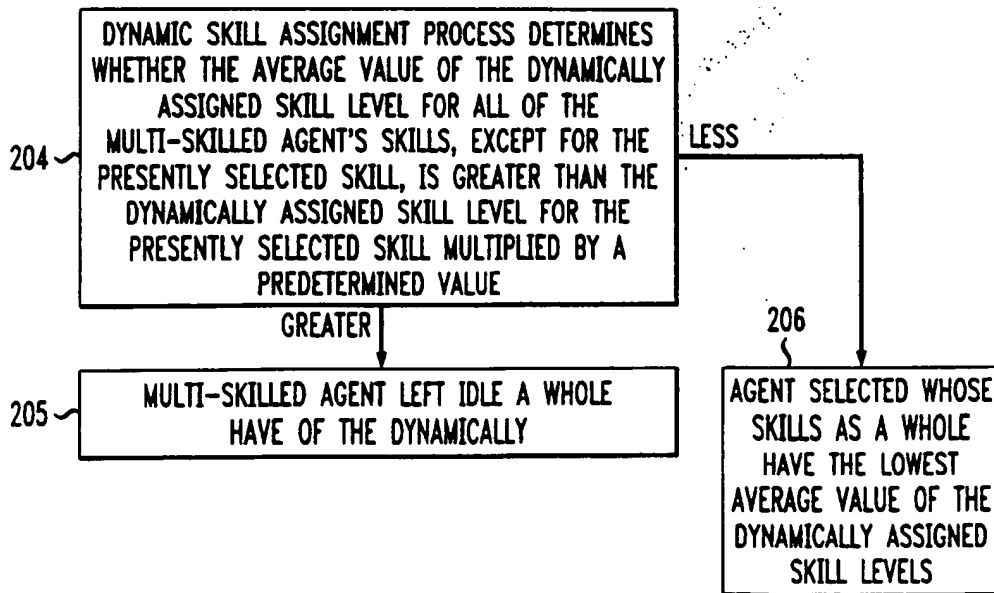 DYNAMIC SKILL ASSIGNMENT PROCESS DETERMINES
WHETHER THE AVERAGE VALUE OF THE DYNAMICALLY
ASSIGNED SKILL LEVEL FOR ALL OF THE
MULTI-SKILLED AGENT'S SKILLS, EXCEPT FOR THE
PRESENTLY SELECTED SKILL, IS GREATER THAN THE
DYNAMICALLY ASSIGNED SKILL LEVEL FOR THE
PRESENTLY SELECTED SKILL MULTIPLIED BY A
PREDETERMINED VALUE
204
LESS
GREATER
206
205
MULTI-SKILLED AGENT LEFT IDLE A WHOLE
HAVE OF THE DYNAMICALLY
AGENT SELECTED WHOSE
SKILLS AS A WHOLE
HAVE THE LOWEST
AVERAGE VALUE OF THE
DYNAMICALLY ASSIGNED
SKILL LEVELS